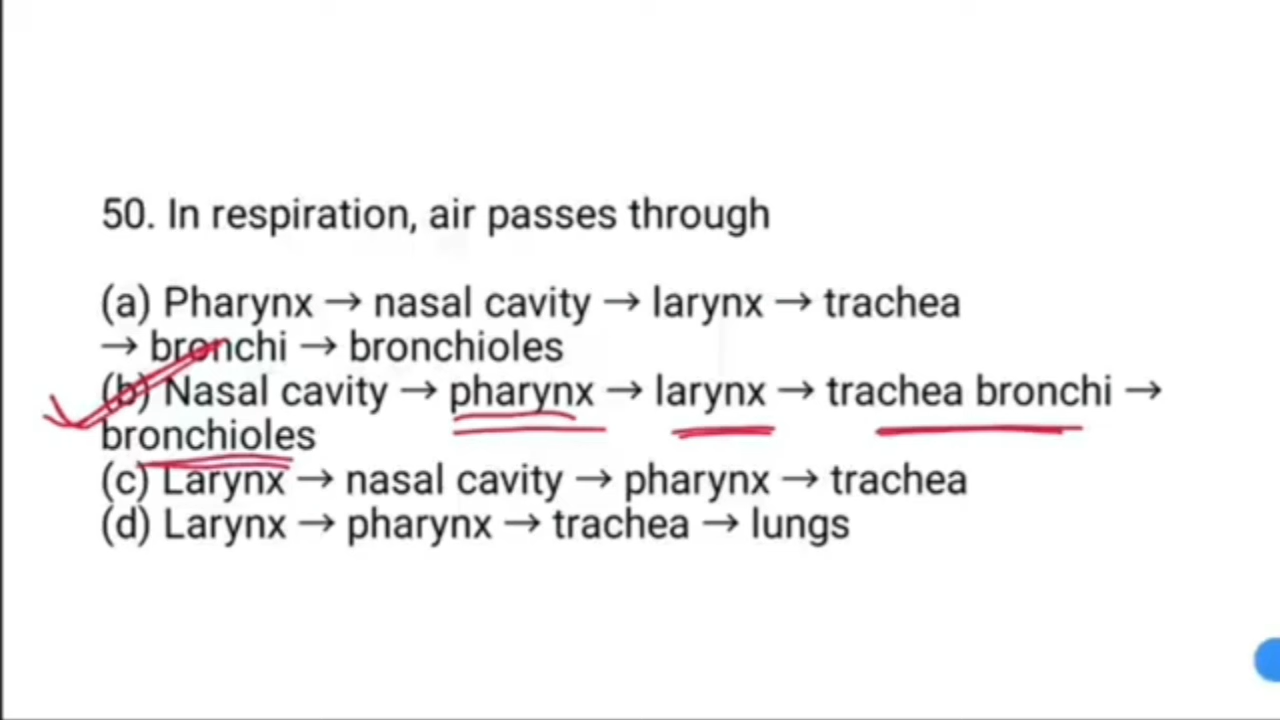 50. In respiration, air passes through
(a) Pharynx → nasal cavity → larynx → trachea
→ bronchi → bronchioles
(b) Nasal cavity → pharynx → larynx → trachea bronchi →
bronchioles
(c) Larynx → nasal cavity → pharynx → trachea
(d) Larynx → pharynx → trachea → lungs